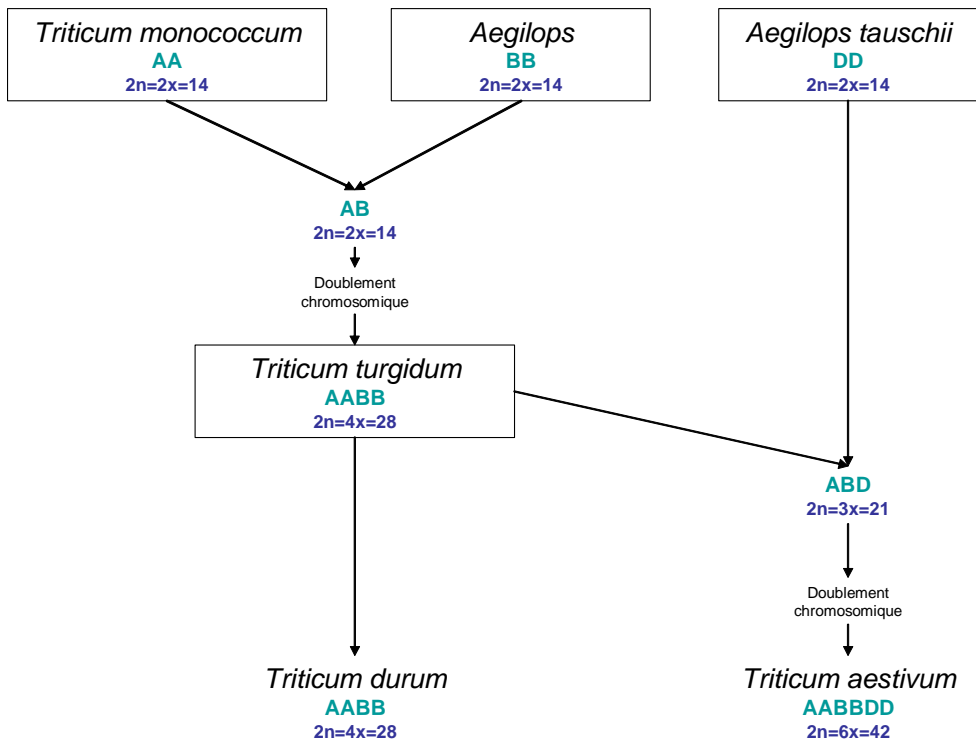 Triticum monococcum
AA
2n=2x=14
Aegilops
BB
2n=2x=14
Aegilops tauschii
DD
2n=2x=14
AB
2n=2x=14
Doublement
chromosomique
Triticum turgidum
AABB
2n=4x=28
ABD
2n=3x=21
Doublement
chromosomique
Triticum durum
AABB
2n=4x=28
Triticum aestivum
AABBDD
2n=6x=42